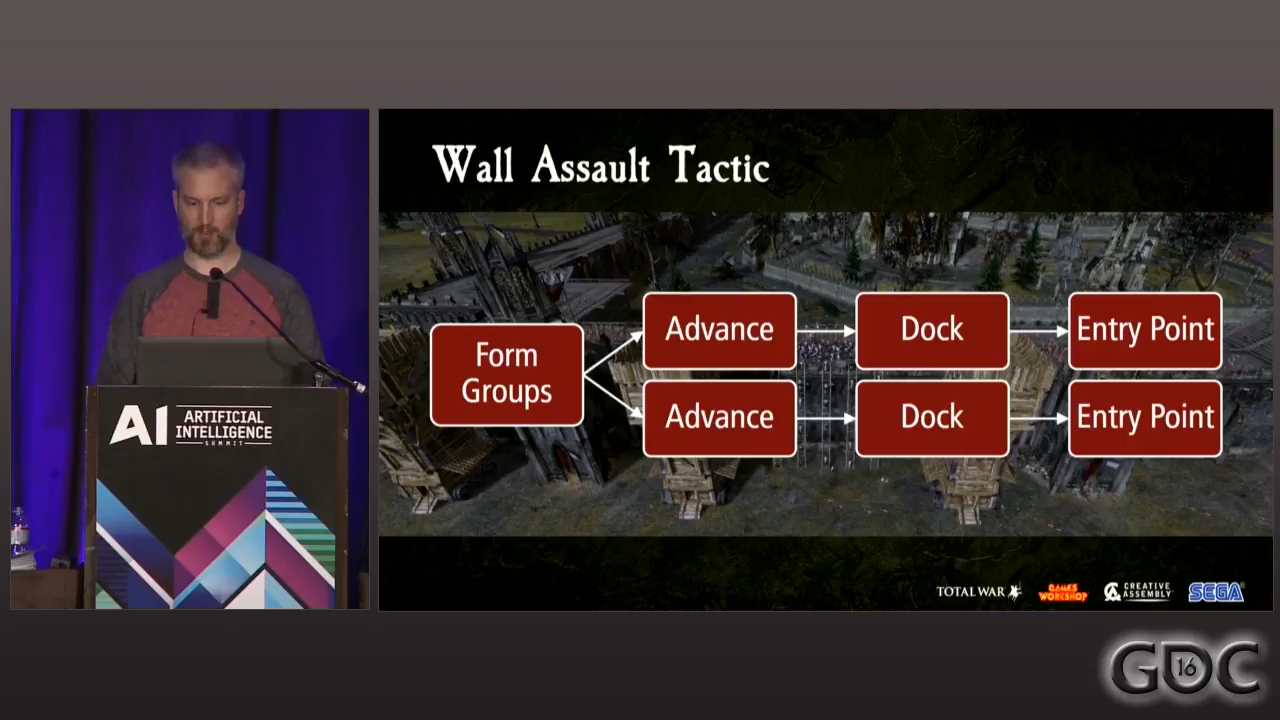 Wall Assault Tactic
Form
Groups
Advance
Dock
Entry Point
Advance
Dock
Entry Point
AI ARTIFICIAL
INTELLIGENCE
SUMMIT
TOTAL WAR
GAMES
WORKSHOP
CREATIVE
ASSEMBLY
SEGA
GDC
16